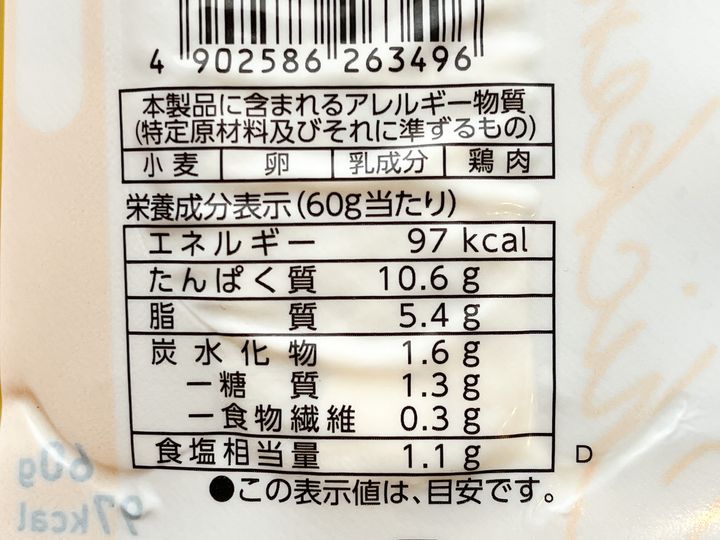 4 902586 263496
本製品に含まれるアレルギー物質
(特定原材料及びそれに準ずるもの)
小麦 卵 乳成分 鶏肉
栄養成分表示(60g当たり)
エネルギー 97 kcal
たんぱく質 10.6 g
脂質 5.4 g
炭水化物 1.6 g
－糖質 1.3 g
－食物繊維 0.3 g
食塩相当量 1.1 g
D
●この表示値は、目安です。
60g
97kcal